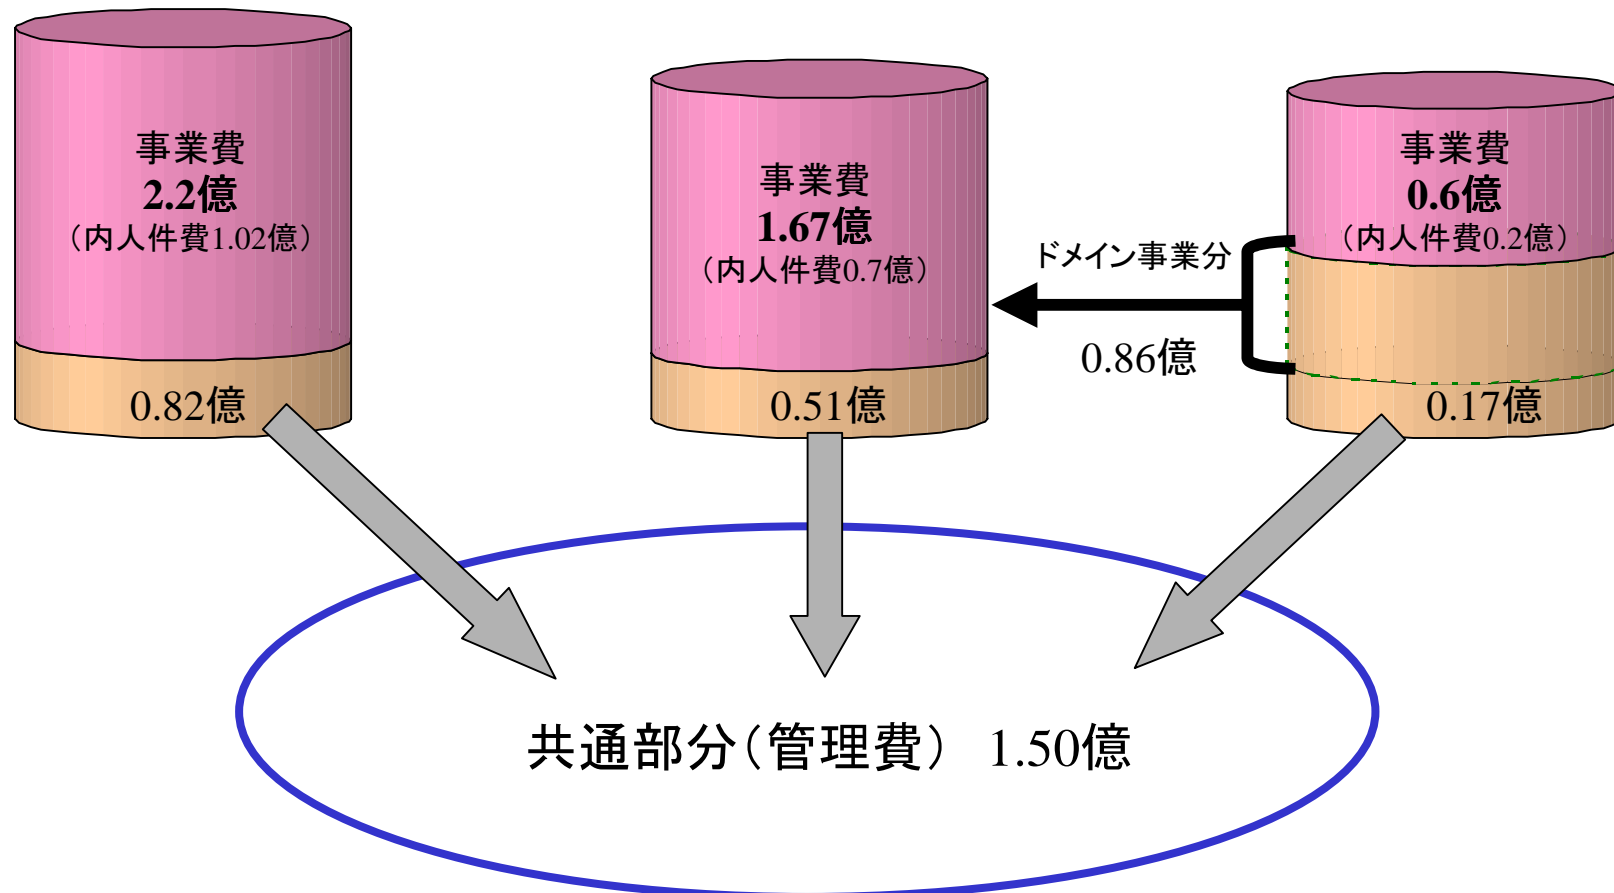 事業費
2.2億
（内人件費1.02億）
0.82億
事業費
1.67億
（内人件費0.7億）
0.51億
ドメイン事業分
0.86億
事業費
0.6億
（内人件費0.2億）
0.17億
共通部分（管理費） 1.50億